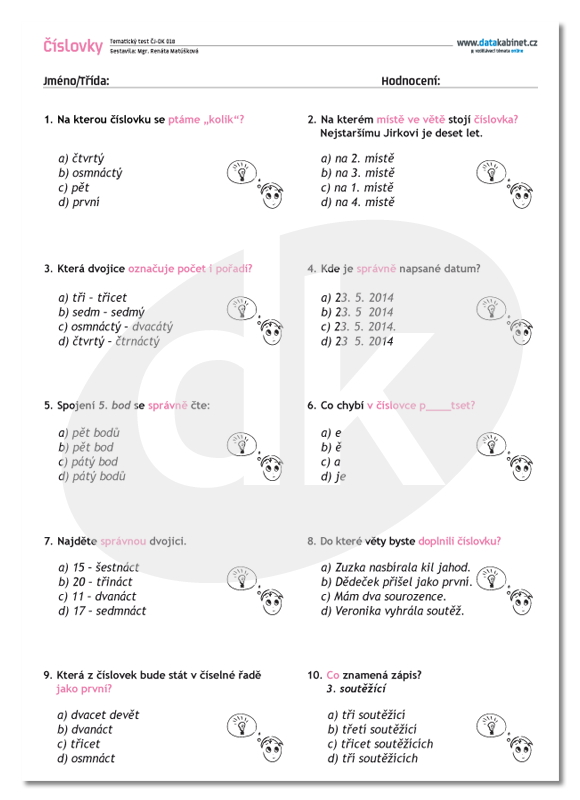 Číslovky
Tematický test ČJ-DK 018
Sestavila: Mgr. Renáta Matúšková
www.datakabinet.cz
Jméno/Třída:
Hodnocení:
1. Na kterou číslovku se ptáme „kolik“?
a) čtvrtý
b) osmnáctý
c) pět
d) první
2. Na kterém místě ve větě stojí číslovka?
Nejstaršímu Jirkovi je deset let.
a) na 2. místě
b) na 3. místě
c) na 1. místě
d) na 4. místě
3. Která dvojice označuje počet i pořadí?
a) tři – třicet
b) sedm – sedmý
c) osmnáctý – dvacátý
d) čtvrtý – čtrnáctý
4. Kde je správně napsané datum?
a) 23. 5. 2014
b) 23. 5 2014
c) 23. 5. 2014.
d) 23 5. 2014
5. Spojení 5. bod se správně čte:
a) pět bodů
b) pět bod
c) pátý bod
d) pátý bodů
6. Co chybí v číslovce p____tset?
a) e
b) ě
c) a
d) je
7. Najděte správnou dvojici.
a) 15 – šestnáct
b) 20 – třináct
c) 11 – dvanáct
d) 17 – sedmnáct
8. Do které věty byste doplnili číslovku?
a) Zuzka nasbírala kil jahod.
b) Dědeček přišel jako první.
c) Mám dva sourozence.
d) Veronika vyhrála soutěž.
9. Která z číslovek bude stát v číselné řadě
jako první?
a) dvacet devět
b) dvanáct
c) třicet
d) osmnáct
10. Co znamená zápis?
3. soutěžící
a) tři soutěžící
b) třetí soutěžící
c) třicet soutěžících
d) tři soutěžících
dk